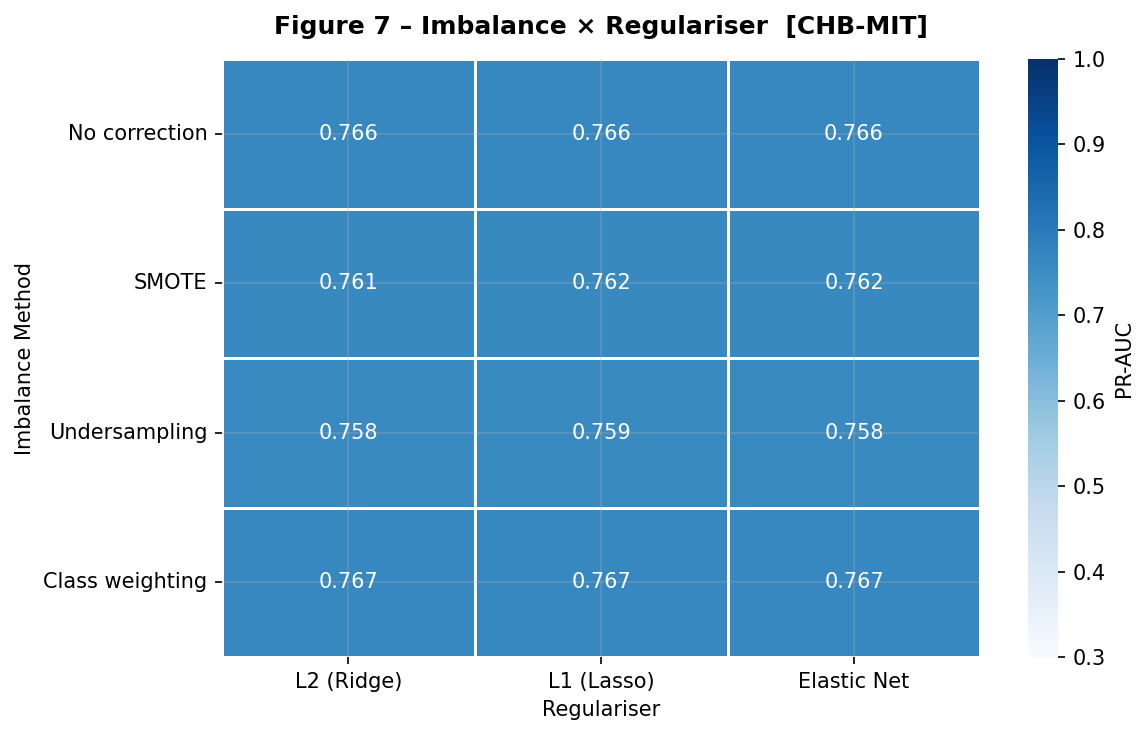 Figure 7 – Imbalance × Regulariser [CHB-MIT]
No correction 0.766 0.766 0.766
SMOTE 0.761 0.762 0.762
Undersampling 0.758 0.759 0.758
Class weighting 0.767 0.767 0.767
L2 (Ridge) L1 (Lasso) Elastic Net
Regulariser
Imbalance Method
1.0
0.9
0.8
0.7
0.6
0.5
0.4
0.3
PR-AUC